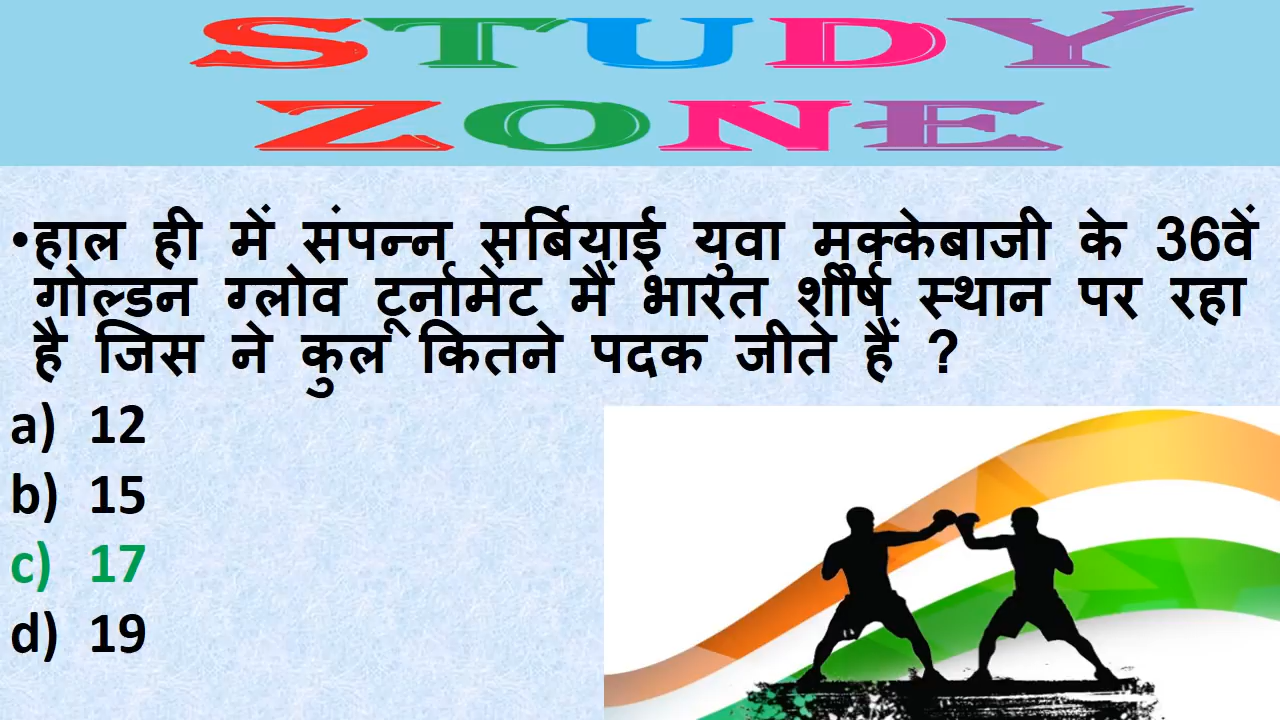 STUDY
ZONE
•हाल ही में संपन्न सर्बियाई युवा मुक्केबाजी के 36वें
गोल्डन ग्लोव टूर्नामेंट में भारत शीर्ष स्थान पर रहा
है जिस ने कुल कितने पदक जीते हैं ?
a) 12
b) 15
c) 17
d) 19